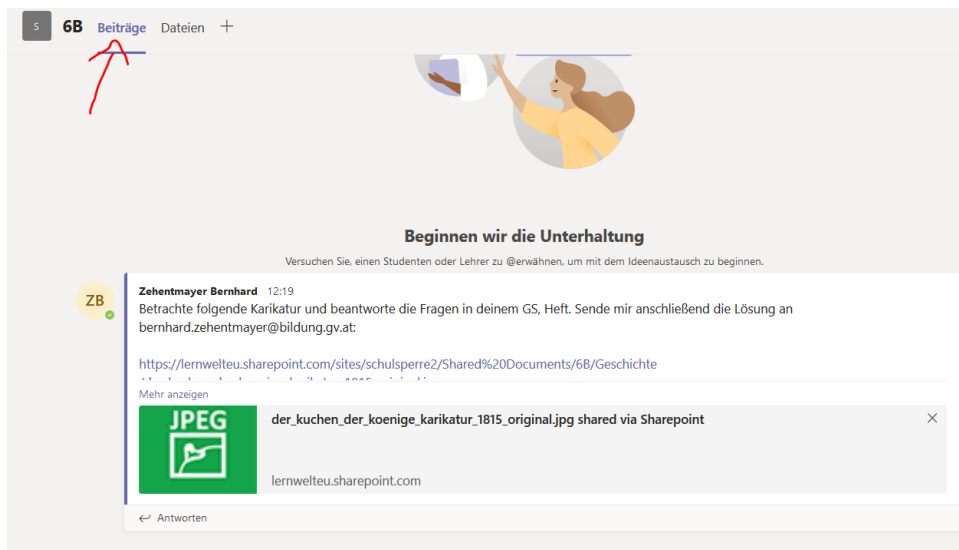 S 6B Beiträge Dateien +
Beginnen wir die Unterhaltung
Versuchen Sie, einen Studenten oder Lehrer zu @erwähnen, um mit dem Ideenaustausch zu beginnen.
ZB
Zehentmayer Bernhard 12:19
Betrachte folgende Karikatur und beantworte die Fragen in deinem GS, Heft. Sende mir anschließend die Lösung an
bernhard.zehentmayer@bildung.gv.at:
https://lernwelteu.sharepoint.com/sites/schulsperre2/Shared%20Documents/6B/Geschichte
Mehr anzeigen
JPEG
der_kuchen_der_koenige_karikatur_1815_original.jpg shared via Sharepoint
lernwelteu.sharepoint.com
Antworten